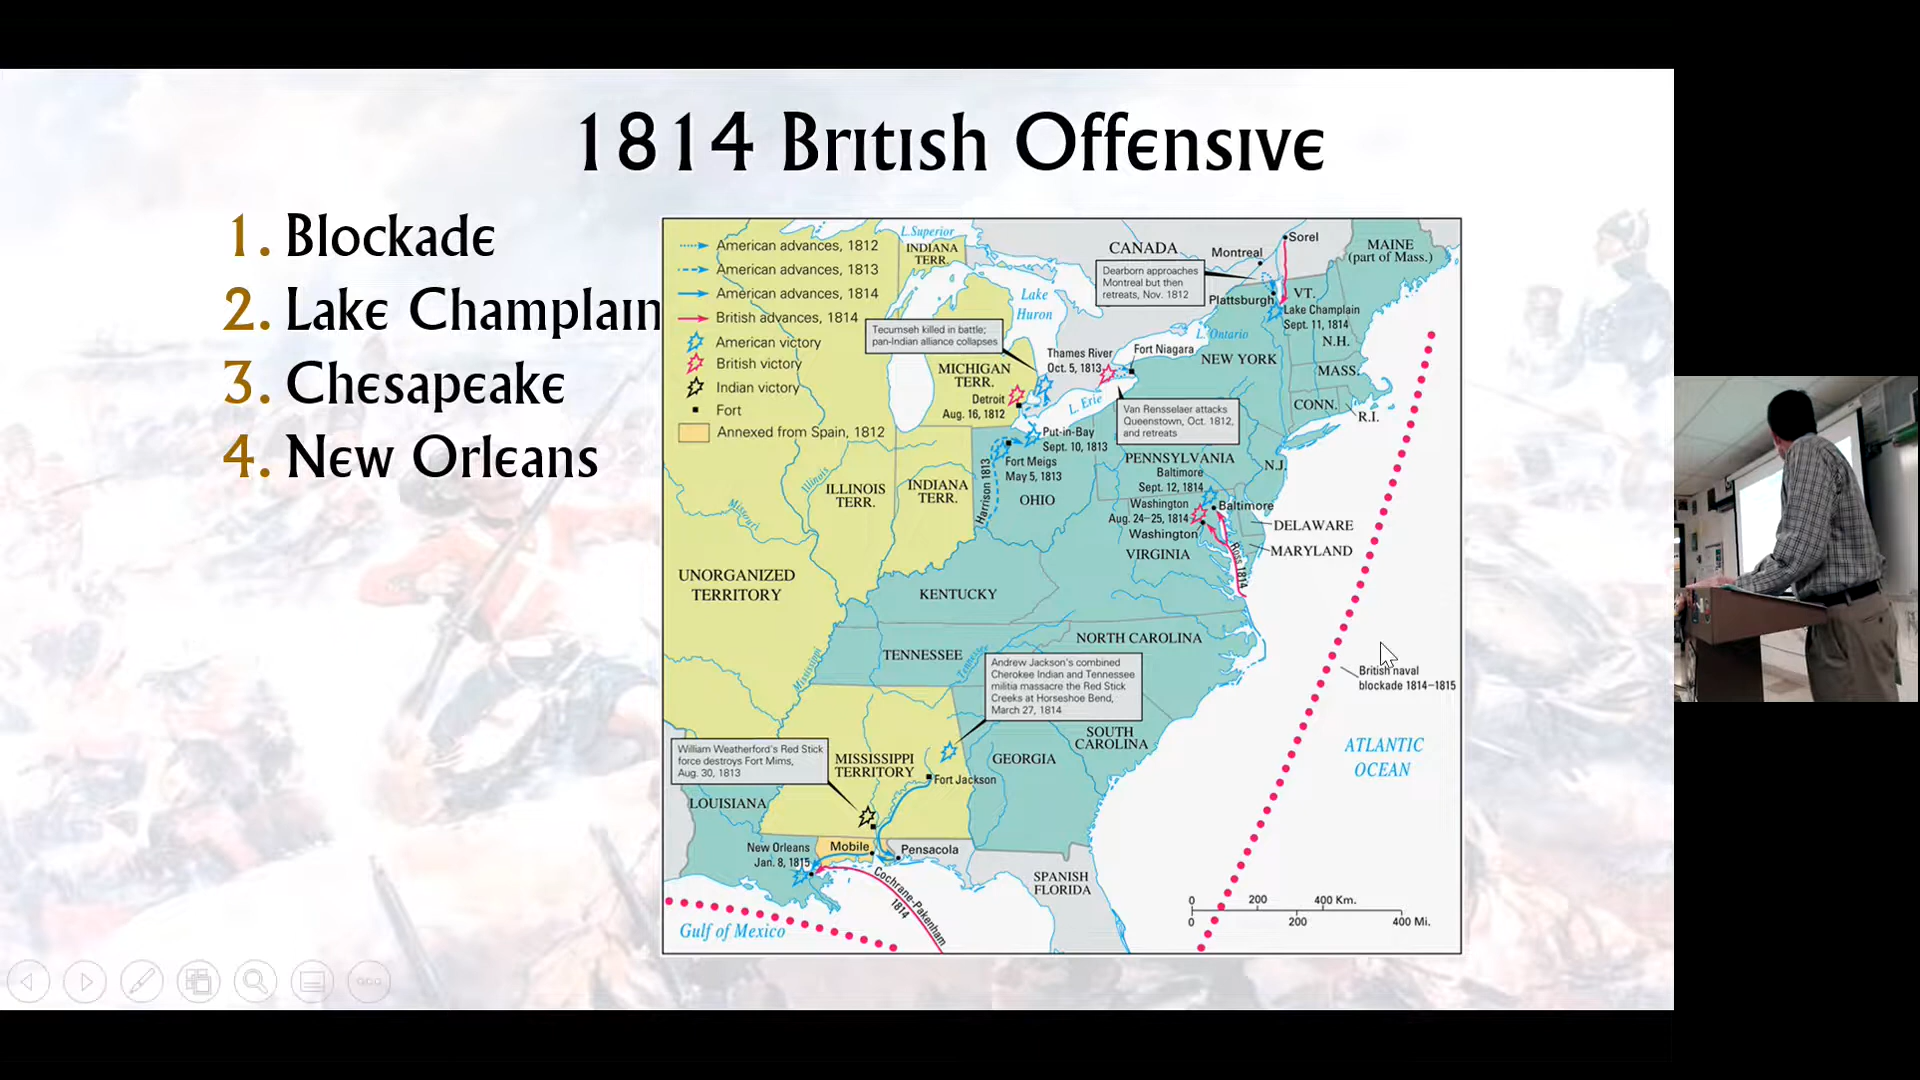 1814 British Offensive
1. Blockade
2. Lake Champlain
3. Chesapeake
4. New Orleans
American advances, 1812
American advances, 1813
American advances, 1814
British advances, 1814
American victory
British victory
Indian victory
Fort
Annexed from Spain, 1812
L. Superior
INDIANA
TERR.
CANADA
Montreal
Sorel
MAINE
(part of Mass.)
Dearborn approaches
Montreal but then
retreats, Nov. 1812
Plattsburgh
VT.
Lake Champlain
Sept. 11, 1814
Lake
Huron
Tecumseh killed in battle;
pan-Indian alliance collapses
L. Ontario
N.H.
Thames River
Oct. 5, 1813
Fort Niagara
NEW YORK
MASS.
MICHIGAN
TERR.
Detroit
Aug. 16, 1812
L. Erie
CONN.
R.I.
Van Rensselaer attacks
Queenstown, Oct. 1812,
and retreats
Put-in-Bay
Sept. 10, 1813
Fort Meigs
May 5, 1813
PENNSYLVANIA
N.J.
Baltimore
Sept. 12, 1814
Harrison 1813
OHIO
Illinois
ILLINOIS
TERR.
INDIANA
TERR.
Missouri
Washington
Aug. 24–25, 1814
Baltimore
Washington
DELAWARE
MARYLAND
VIRGINIA
Ross 1814
UNORGANIZED
TERRITORY
KENTUCKY
NORTH CAROLINA
TENNESSEE
Tennessee
Mississippi
Andrew Jackson's combined
Cherokee Indian and Tennessee
militia massacre the Red Stick
Creeks at Horseshoe Bend,
March 27, 1814
British naval
blockade 1814–1815
SOUTH
CAROLINA
ATLANTIC
OCEAN
William Weatherford's Red Stick
force destroys Fort Mims,
Aug. 30, 1813
MISSISSIPPI
TERRITORY
GEORGIA
Fort Jackson
LOUISIANA
New Orleans
Jan. 8, 1815
Mobile
Pensacola
SPANISH
FLORIDA
Cochrane-Pakenham
1814
Gulf of Mexico
0 200 400 Km.
0 200 400 Mi.